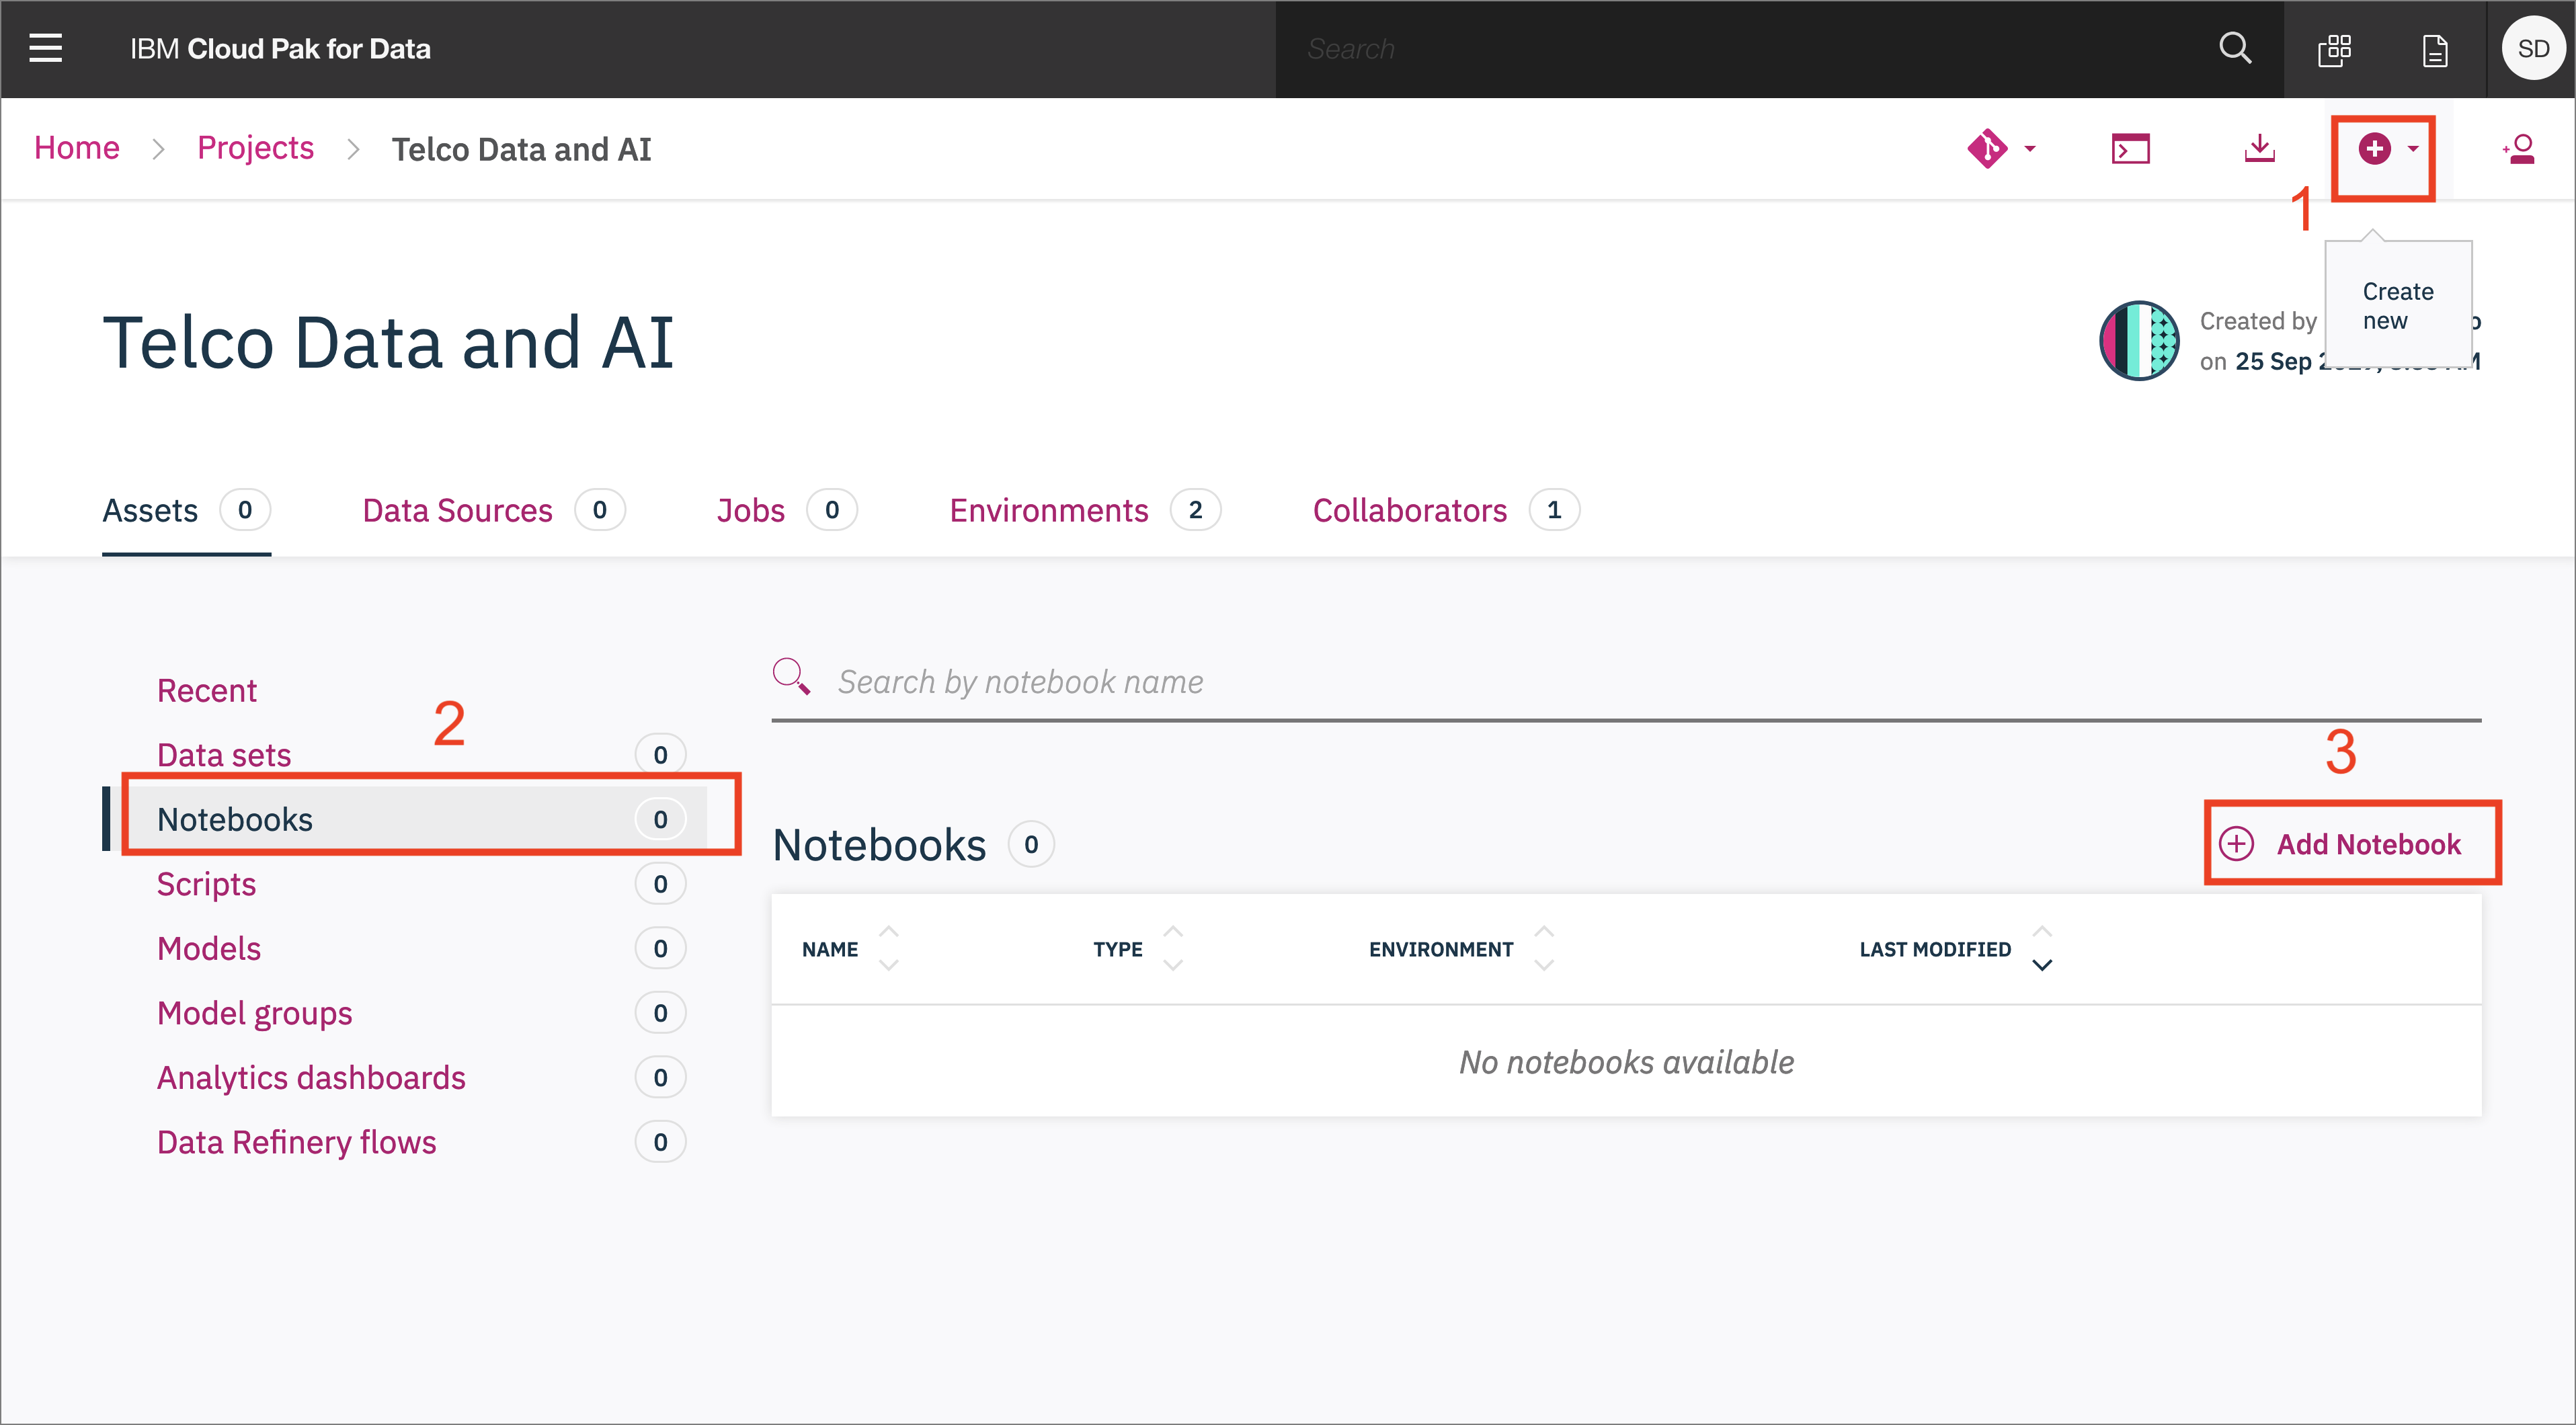 IBM Cloud Pak for Data
Search
SD
Home > Projects > Telco Data and AI
1
Create
new
Telco Data and AI
Created by
on 25 Sep
Assets 0 Data Sources 0 Jobs 0 Environments 2 Collaborators 1
Recent
Search by notebook name
2
Data sets 0
3
Notebooks 0
Notebooks 0
Add Notebook
Scripts 0
Models 0
NAME TYPE ENVIRONMENT LAST MODIFIED
Model groups 0
No notebooks available
Analytics dashboards 0
Data Refinery flows 0